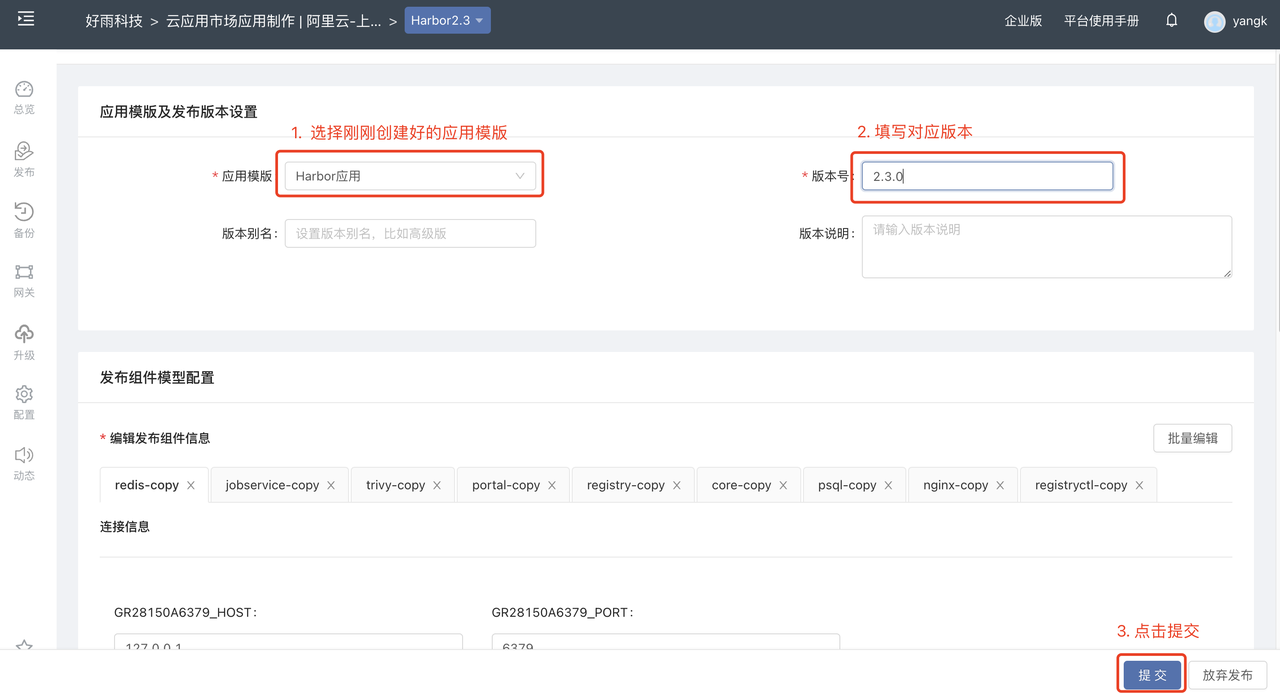 好雨科技 > 云应用市场应用制作 | 阿里云-上... > Harbor2.3
企业版 平台使用手册 yangk
总览
发布
备份
网关
升级
配置
动态
应用模版及发布版本设置
1. 选择刚刚创建好的应用模版
2. 填写对应版本
* 应用模版 Harbor应用
* 版本号: 2.3.0
版本别名: 设置版本别名，比如高级版
版本说明: 请输入版本说明
发布组件模型配置
* 编辑发布组件信息
批量编辑
redis-copy jobservice-copy trivy-copy portal-copy registry-copy core-copy psql-copy nginx-copy registryctl-copy
连接信息
GR28150A6379_HOST: GR28150A6379_PORT:
127.0.0.1 6379
3. 点击提交
提 交 放弃发布